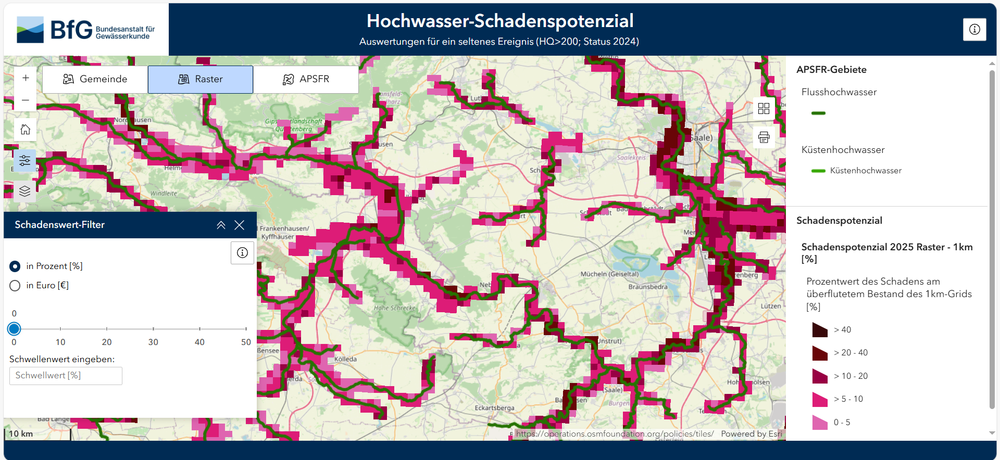 BfG Bundesanstalt für
Gewässerkunde
Hochwasser-Schadenspotenzial
Auswertungen für ein seltenes Ereignis (HQ>200; Status 2024)
Gemeinde
Raster
APSFR
+
−
Schadenswert-Filter
in Prozent [%]
in Euro [€]
0
0 10 20 30 40 50
Schwellenwert eingeben:
Schwellwert [%]
10 km
Windleite
Frankenhausen/
Kyffhäuser
Hohe Schrecke
Kölleda
Eckartsberga
Saalekreis
Saale)
Mücheln (Geiseltal)
Braunsbedra
Lützen
(Saale)
https://operations.osmfoundation.org/policies/tiles/ Powered by Esri
APSFR-Gebiete
Flusshochwasser
Küstenhochwasser
Küstenhochwasser
Schadenspotenzial
Schadenspotenzial 2025 Raster - 1km
[%]
Prozentwert des Schadens am
überflutetem Bestand des 1km-Grids
[%]
> 40
> 20 - 40
> 10 - 20
> 5 - 10
0 - 5